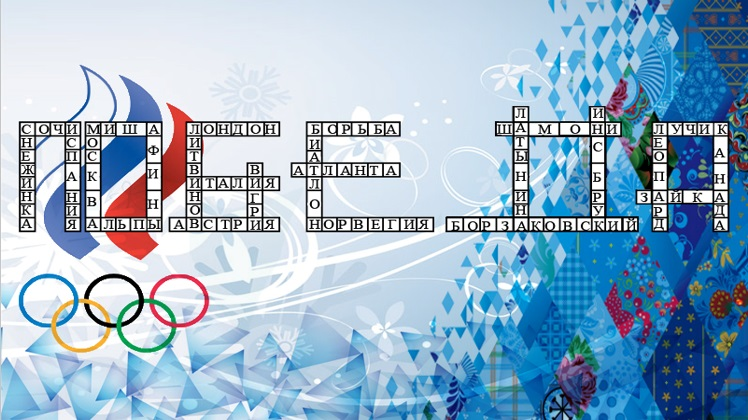 СОЧИ
МИША
ЛОНДОН
БОРЬБА
ШАМОНИ
ЛУЧИК
СНЕЖИНКА
ИСПАНИЯ
МОСКВА
АФИНЫ
ЛИТВИНОВ
ВИГРИ
БИАТЛОН
ЛАТЫНИНА
ИНСБРУК
ЛЕОПАРД
КАНАДА
АТЛАНТА
ИТАЛИЯ
ЗАЙКА
АЛЬПЫ
АВСТРИЯ
НОРВЕГИЯ
БОРЗАКОВСКИЙ